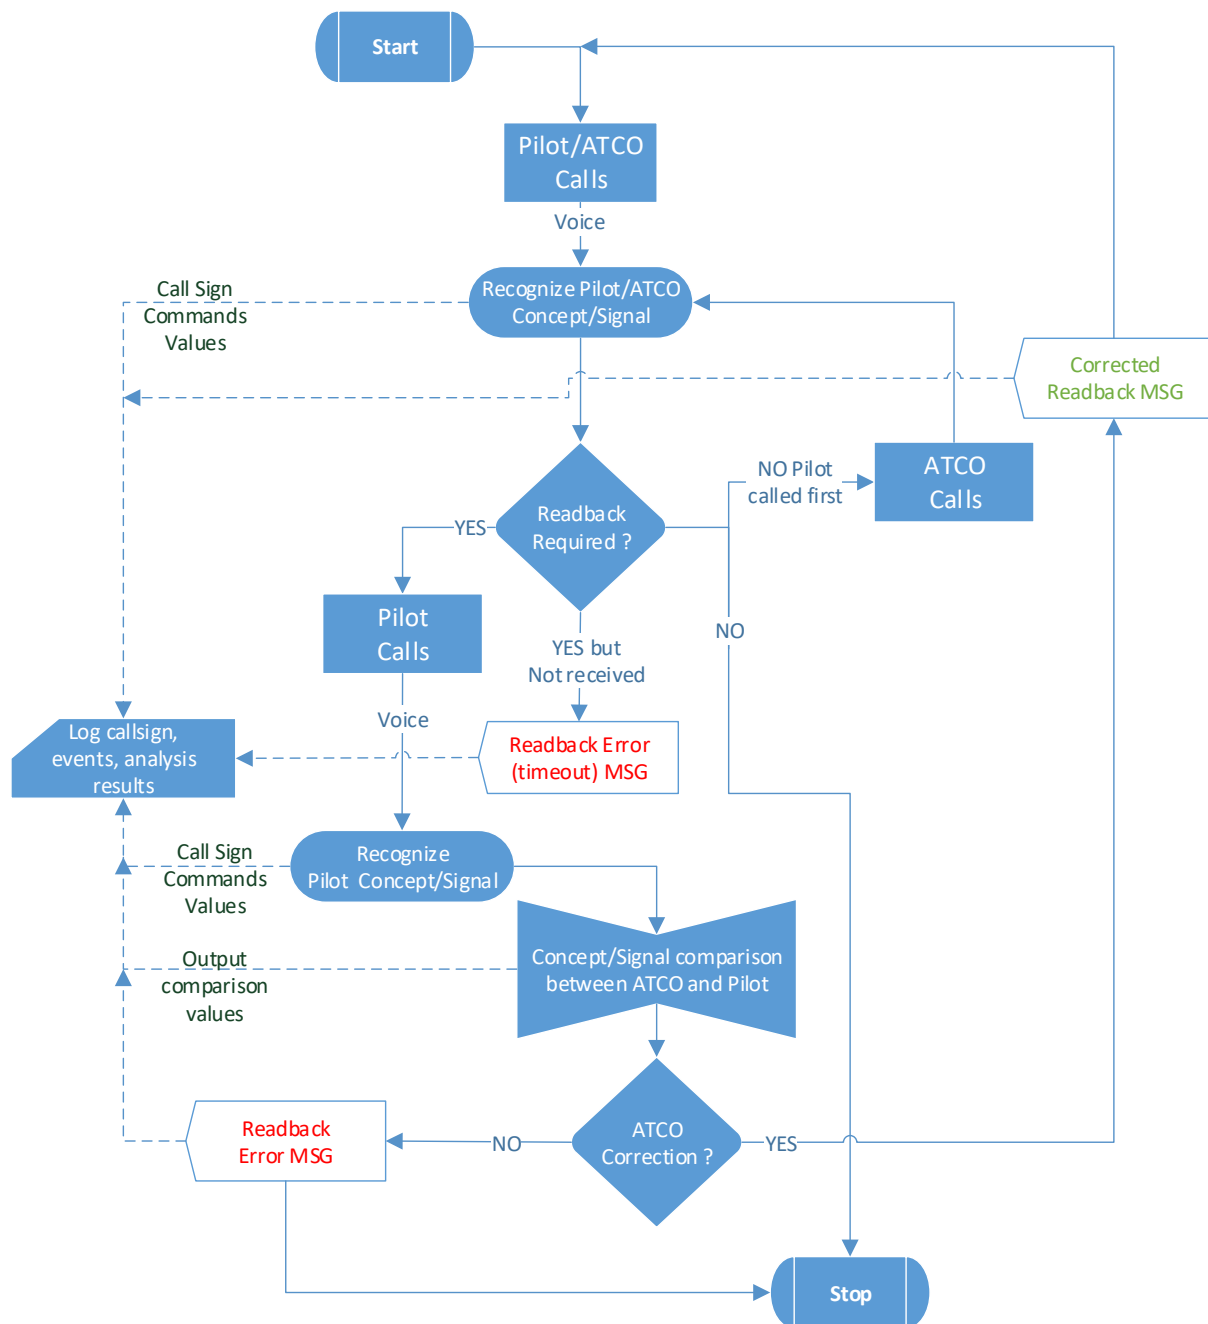 Start
Pilot/ATCO
Calls
Voice
Call Sign
Commands
Values
Recognize Pilot/ATCO
Concept/Signal
Corrected
Readback MSG
NO Pilot
called first
ATCO
Calls
YES
Readback
Required ?
Pilot
Calls
NO
YES but
Not received
Voice
Log callsign,
events, analysis
results
Readback Error
(timeout) MSG
Call Sign
Commands
Values
Recognize
Pilot Concept/Signal
Output
comparison
values
Concept/Signal comparison
between ATCO and Pilot
Readback
Error MSG
NO
ATCO
Correction ?
YES
Stop